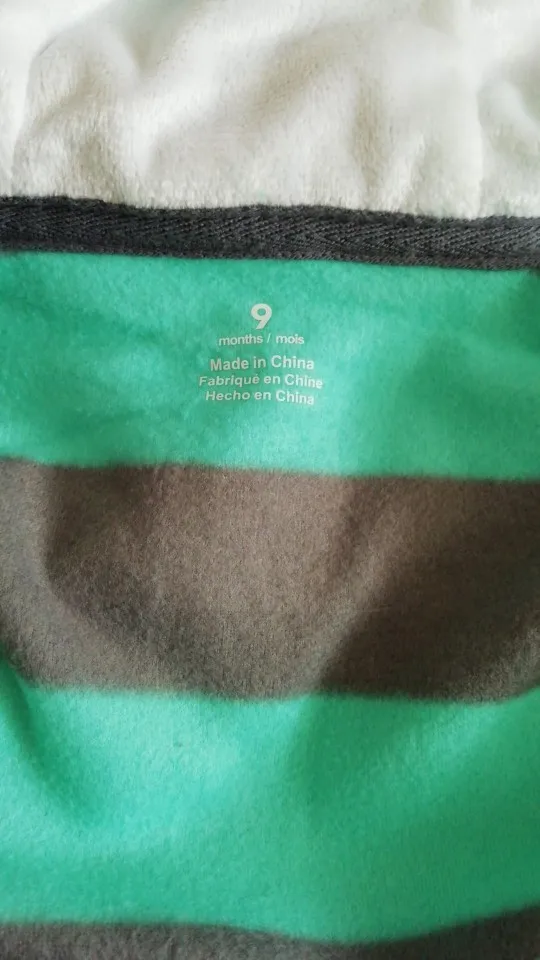 9
months / mois
Made in China
Fabriqué en Chine
Hecho en China